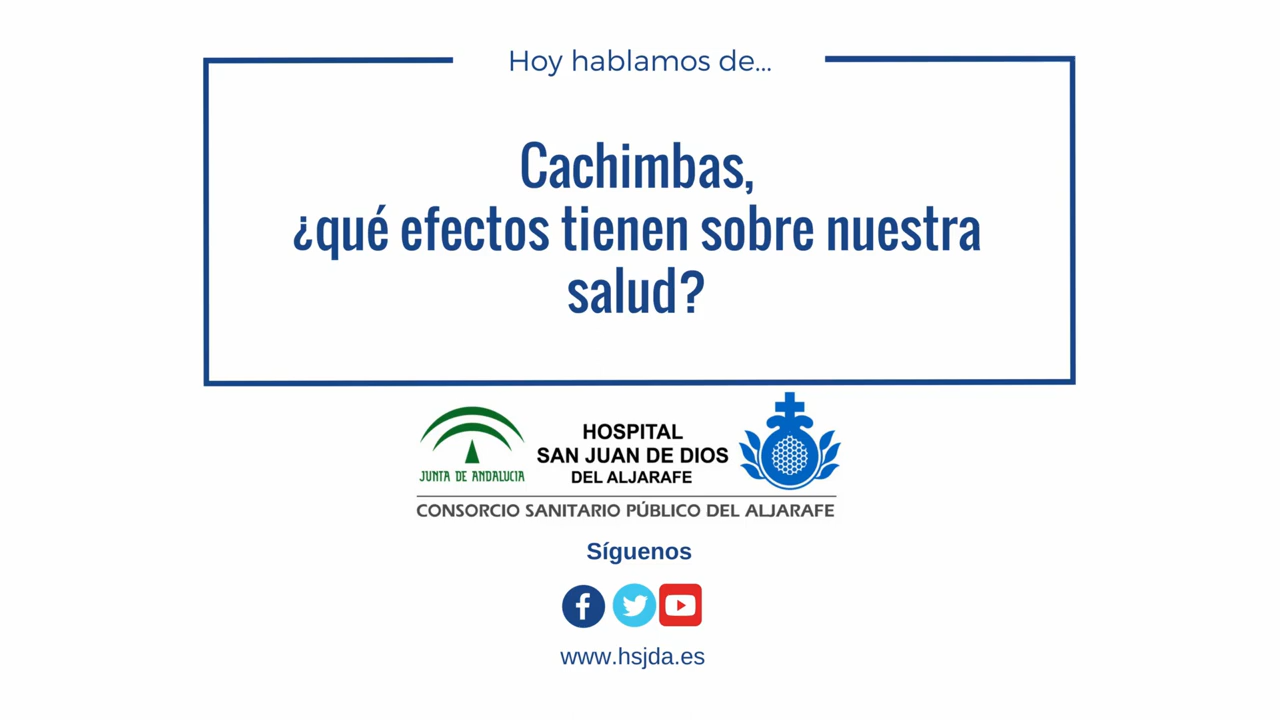 Hoy hablamos de...
Cachimbas,
¿qué efectos tienen sobre nuestra
salud?
JUNTA DE ANDALUCIA
HOSPITAL
SAN JUAN DE DIOS
DEL ALJARAFE
CONSORCIO SANITARIO PÚBLICO DEL ALJARAFE
Síguenos
www.hsjda.es